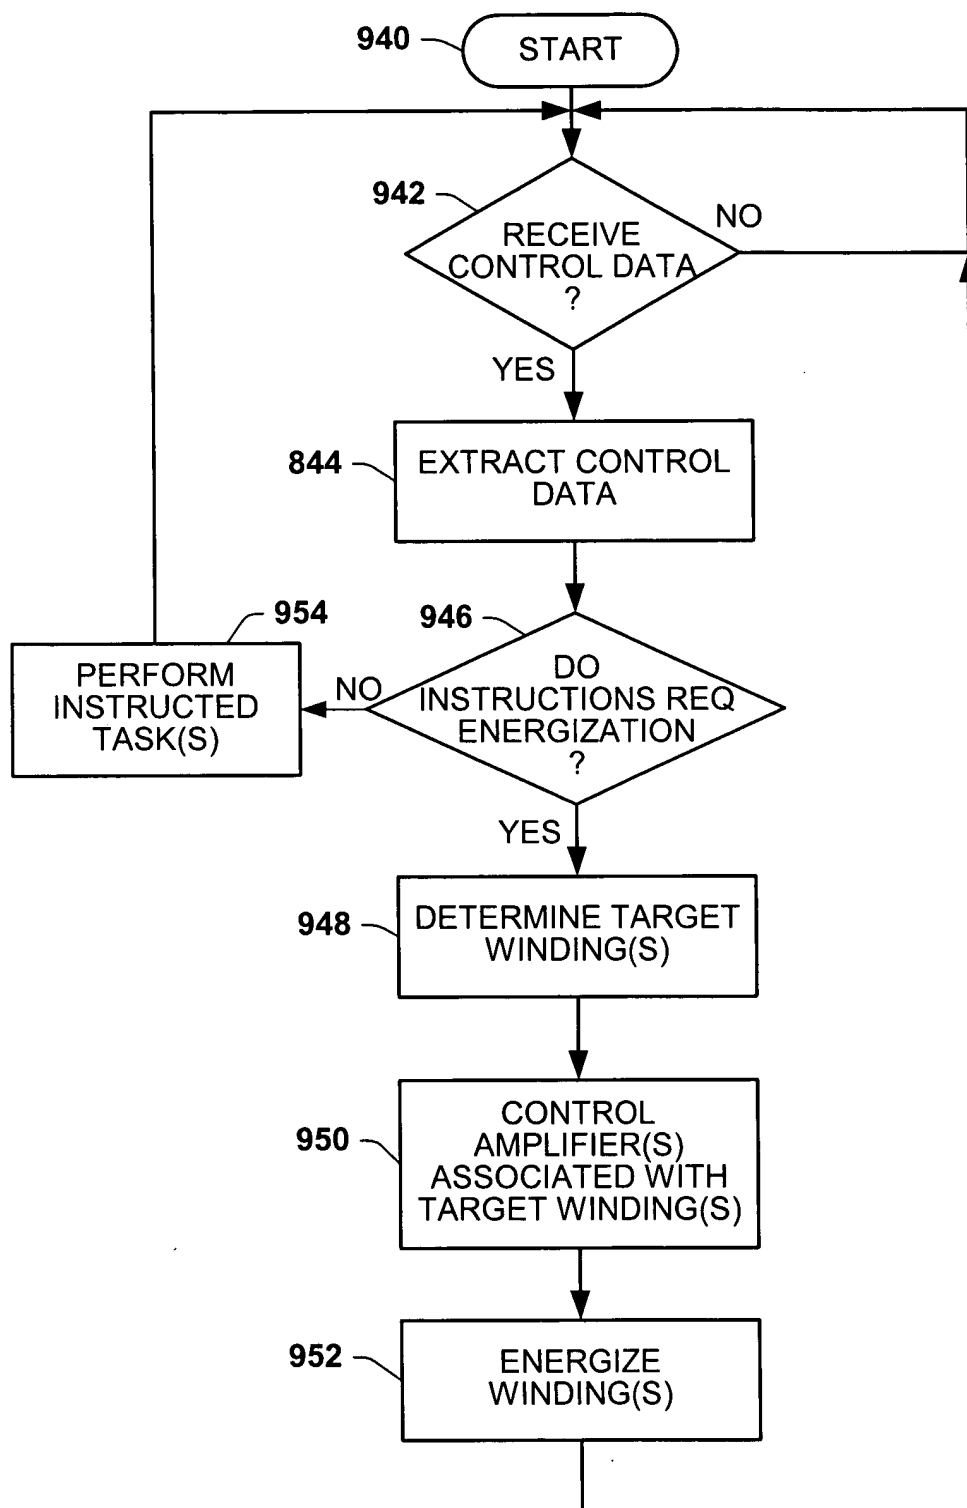 940
START
942
RECEIVE
CONTROL DATA
?
NO
YES
844
EXTRACT CONTROL
DATA
954
946
PERFORM
INSTRUCTED
TASK(S)
NO
DO
INSTRUCTIONS REQ
ENERGIZATION
?
YES
948
DETERMINE TARGET
WINDING(S)
950
CONTROL
AMPLIFIER(S)
ASSOCIATED WITH
TARGET WINDING(S)
952
ENERGIZE
WINDING(S)